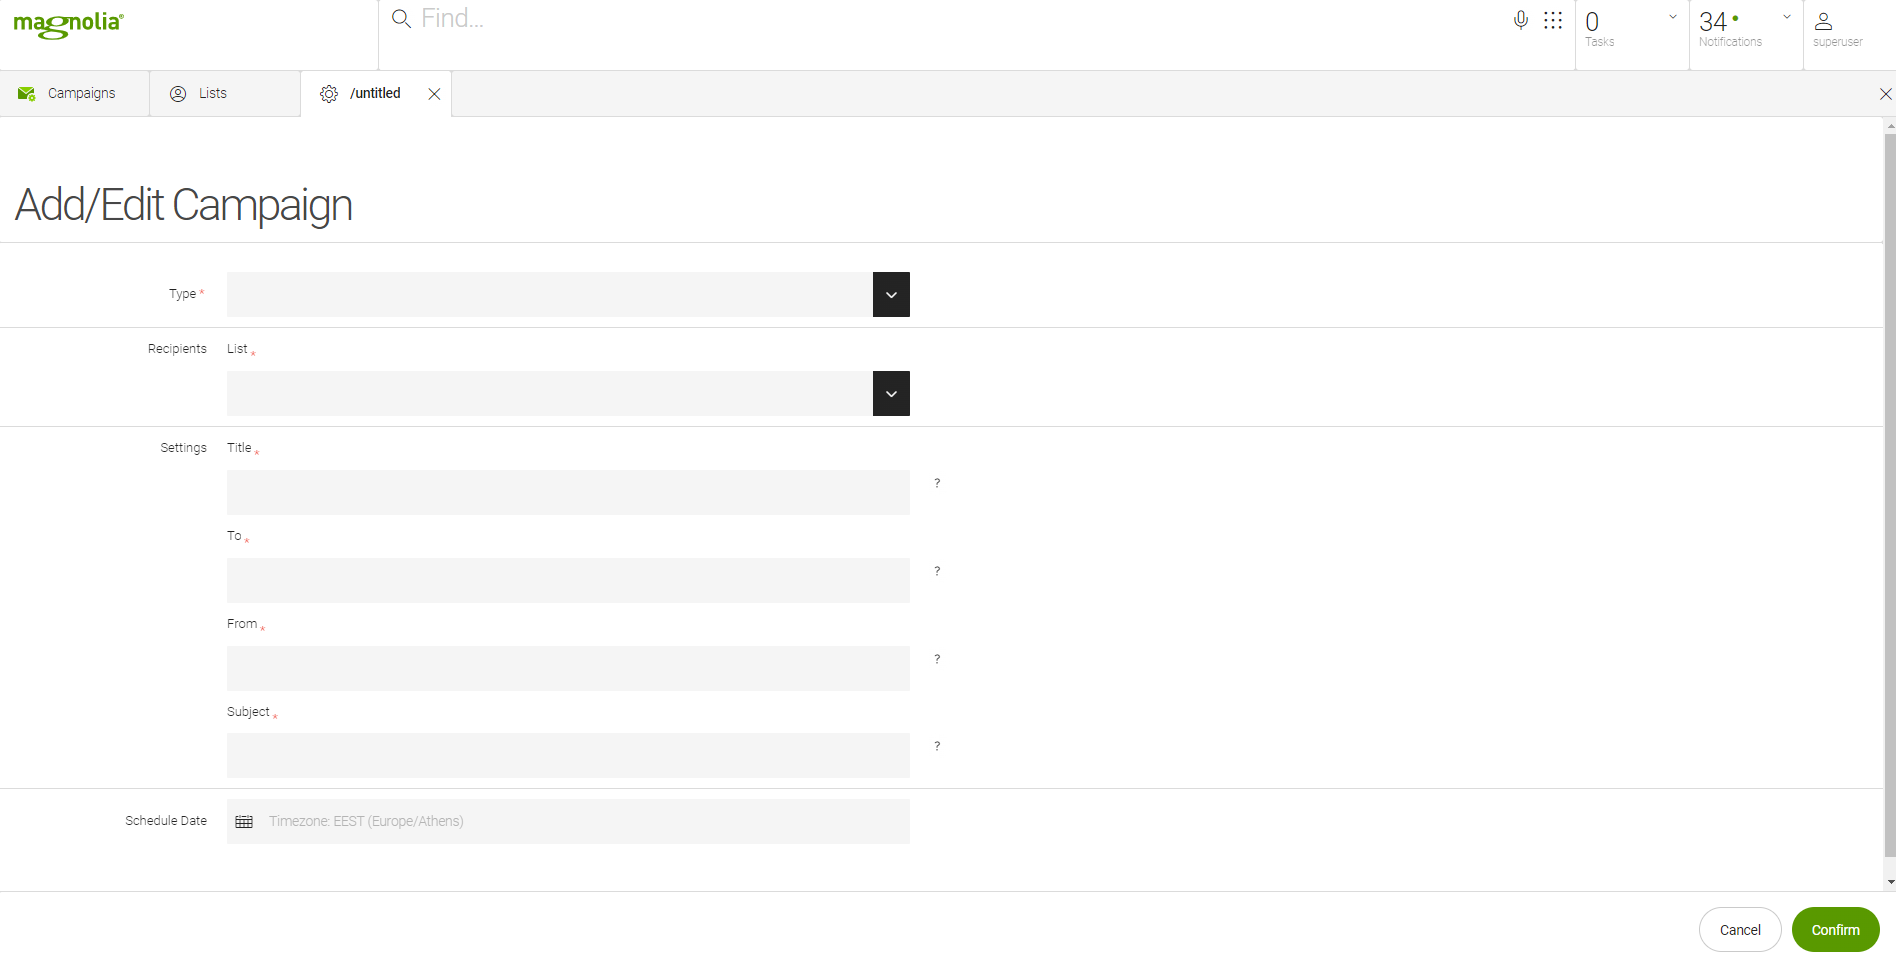 magnolia®
Find...
0
Tasks
34
Notifications
superuser
Campaigns
Lists
/untitled
Add/Edit Campaign
Type *
Recipients
List *
Settings
Title *
?
To *
?
From *
?
Subject *
?
Schedule Date
Timezone: EEST (Europe/Athens)
Cancel
Confirm